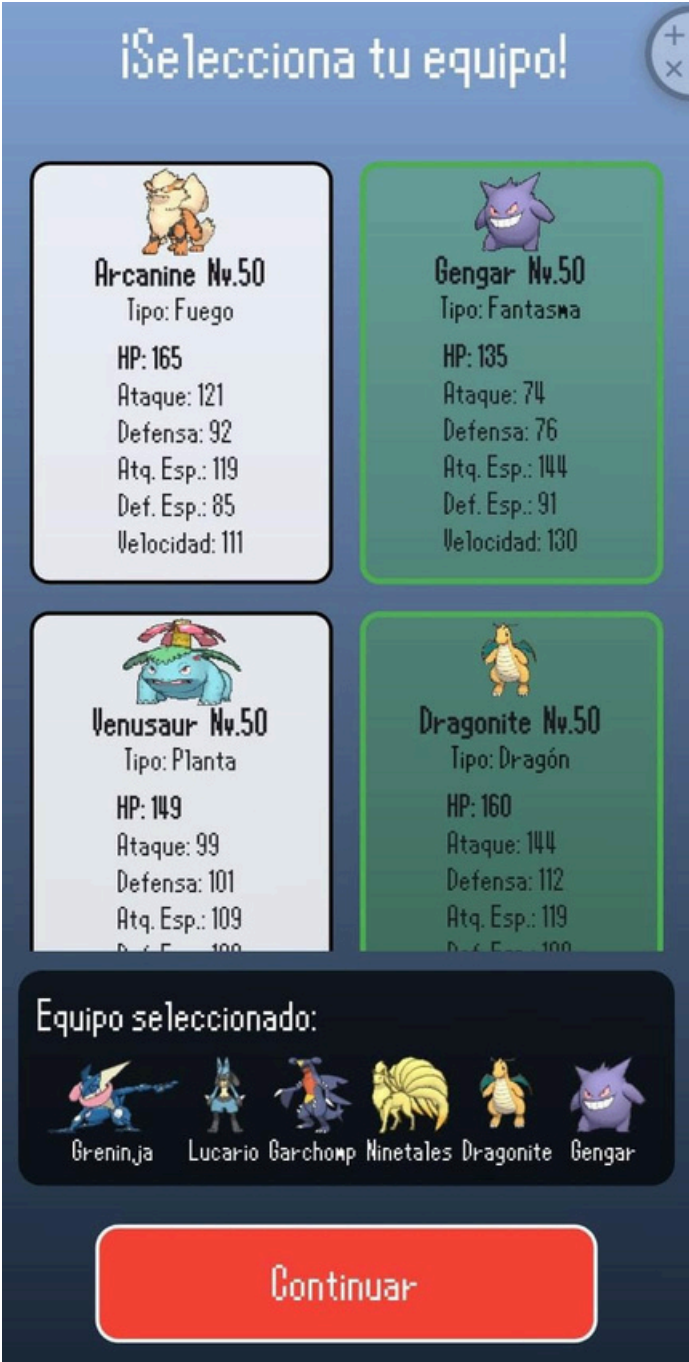 ¡Selecciona tu equipo!
Arcanine Nv.50
Tipo: Fuego
HP: 165
Ataque: 121
Defensa: 92
Atq. Esp.: 119
Def. Esp.: 85
Velocidad: 111
Gengar Nv.50
Tipo: Fantasma
HP: 135
Ataque: 74
Defensa: 76
Atq. Esp.: 144
Def. Esp.: 91
Velocidad: 130
Venusaur Nv.50
Tipo: Planta
HP: 149
Ataque: 99
Defensa: 101
Atq. Esp.: 109
Dragonite Nv.50
Tipo: Dragón
HP: 160
Ataque: 144
Defensa: 112
Atq. Esp.: 119
Equipo seleccionado:
Greninja Lucario Garchomp Ninetales Dragonite Gengar
Continuar